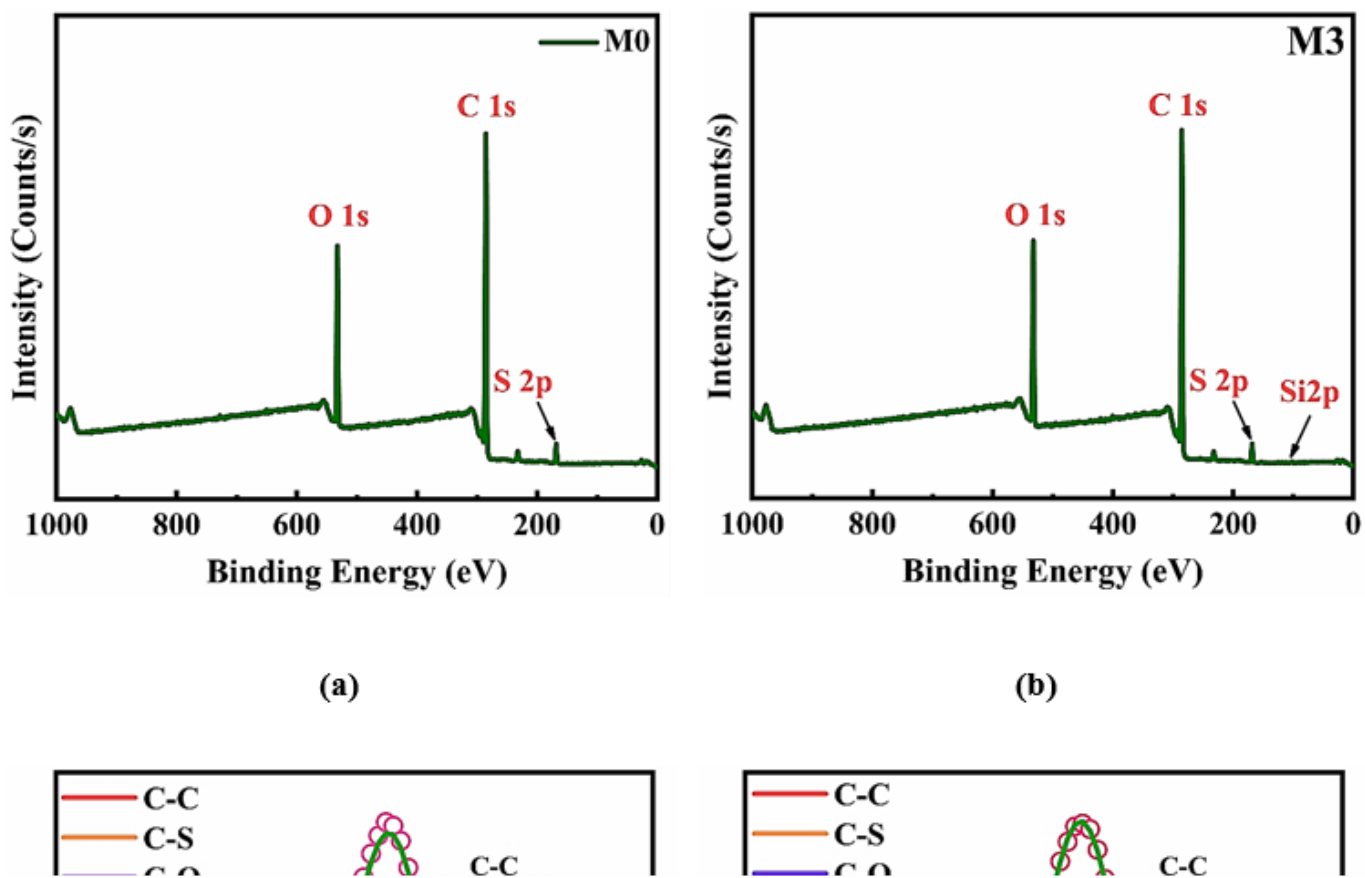 M0
C 1s
O 1s
S 2p
Intensity (Counts/s)
1000 800 600 400 200 0
Binding Energy (eV)
(a)
M3
C 1s
O 1s
S 2p
Si2p
Intensity (Counts/s)
1000 800 600 400 200 0
Binding Energy (eV)
(b)
C-C
C-S
C-C
C-C
C-S
C-C